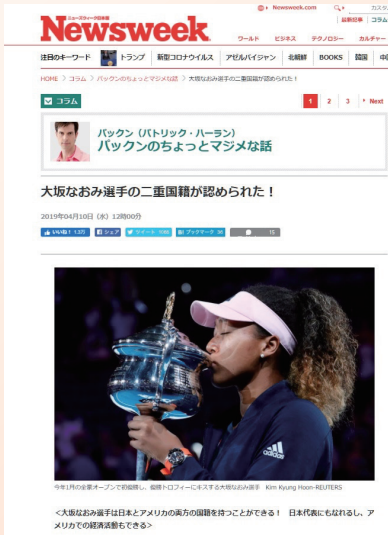 Newsweek.com
カスタ
ニューズウィーク日本版
Newsweek
最新記事 コラム
ワールド ビジネス テクノロジー カルチャー
注目のキーワード トランプ 新型コロナウイルス アゼルバイジャン 北朝鮮 BOOKS 韓国
HOME > コラム > パックンのちょっとマジメな話 > 大坂なおみ選手の二重国籍が認められた!
コラム
1 2 3 Next
パックン(パトリック・ハーラン)
パックンのちょっとマジメな話
大坂なおみ選手の二重国籍が認められた!
2019年04月10日(水)12時00分
いいね! シェア ツイート ブックマーク 15
adidas
今年1月の全豪オープンで初優勝し、優勝トロフィーにキスする大坂なおみ選手 Kim Kyung Hoon-REUTERS
<大坂なおみ選手は日本とアメリカの両方の国籍を持つことができる! 日本代表にもなれるし、ア
メリカでの経済活動もできる>